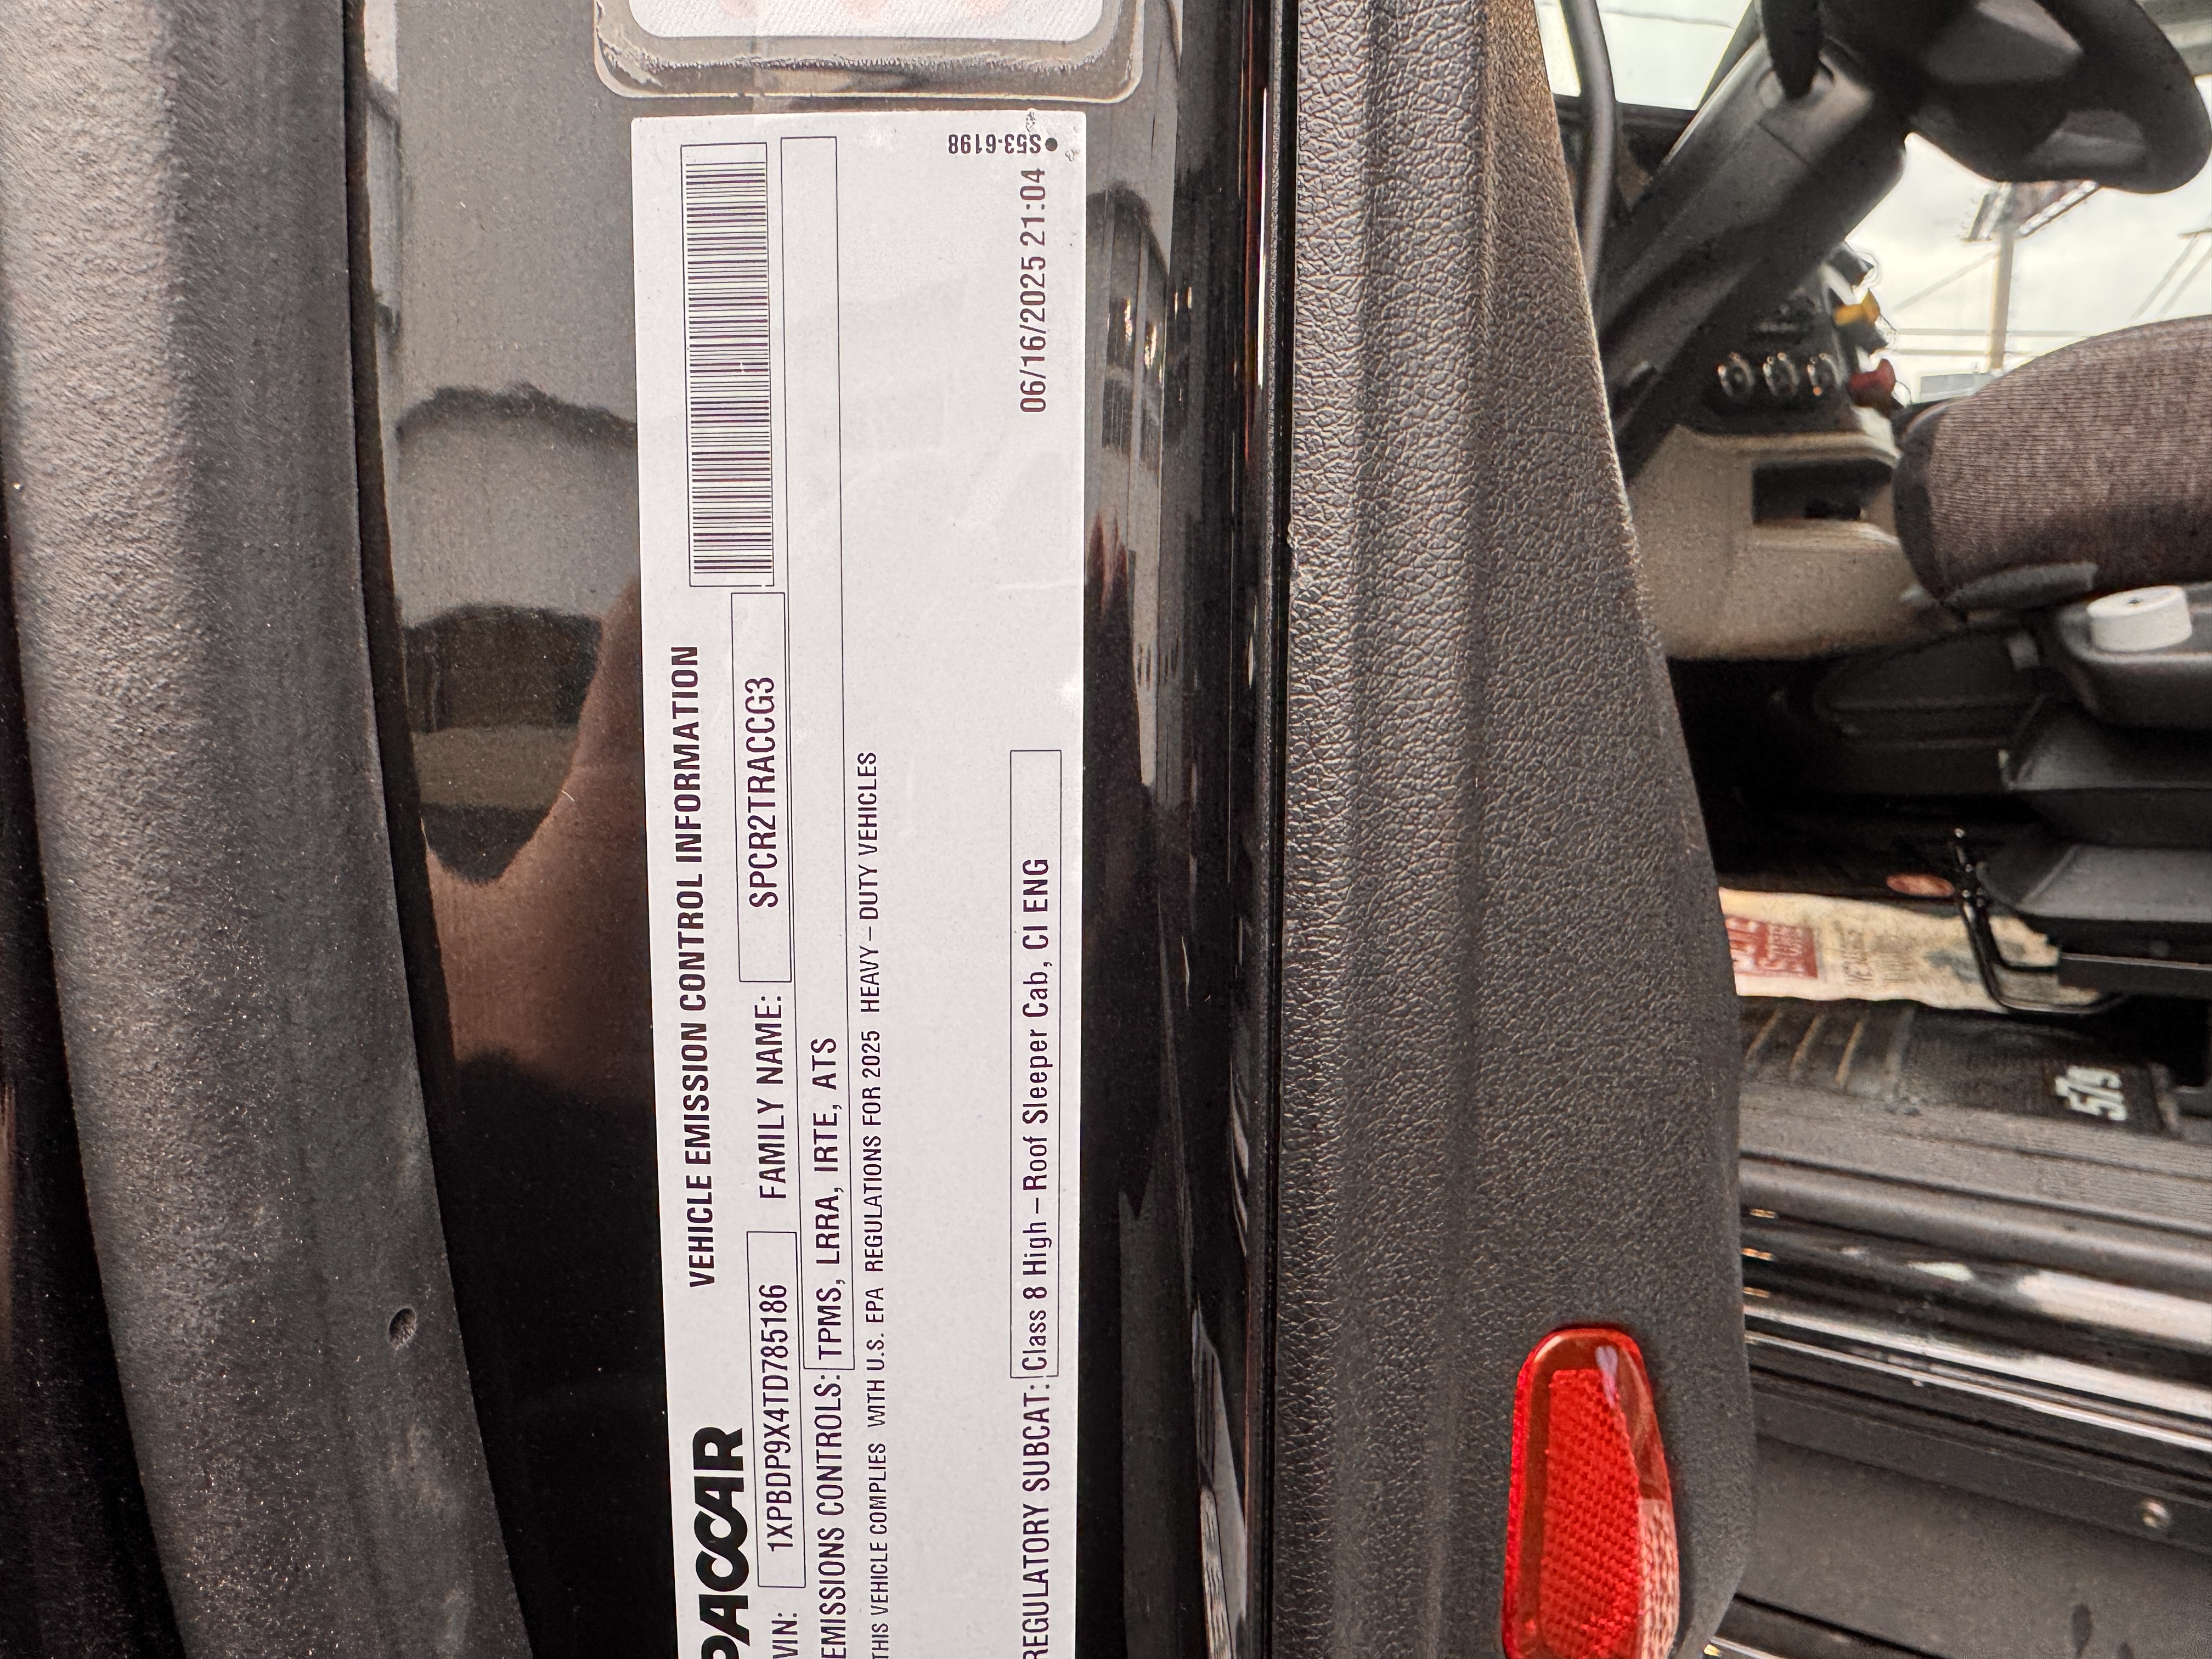 PACCAR
VEHICLE EMISSION CONTROL INFORMATION
VIN: 1XPBDP9X4TD785186 FAMILY NAME: SPCR2TRACCG3
EMISSIONS CONTROLS: TPMS, LRRA, IRTE, ATS
THIS VEHICLE COMPLIES WITH U.S. EPA REGULATIONS FOR 2025 HEAVY-DUTY VEHICLES
REGULATORY SUBCAT: Class 8 High-Roof Sleeper Cab, CI ENG
06/16/2025 21:04
S53-6198
579